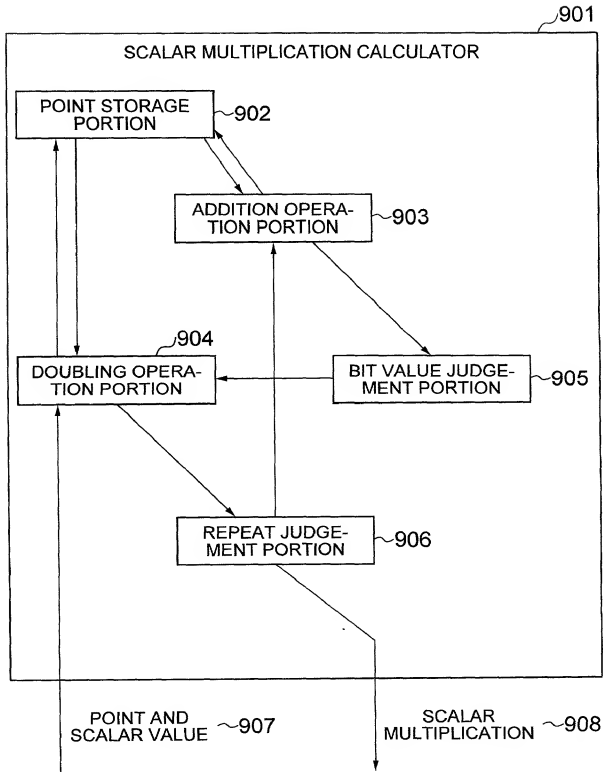 901
SCALAR MULTIPLICATION CALCULATOR
POINT STORAGE
PORTION
902
ADDITION OPERA-
TION PORTION
903
904
DOUBLING OPERA-
TION PORTION
BIT VALUE JUDGE-
MENT PORTION
905
REPEAT JUDGE-
MENT PORTION
906
POINT AND
SCALAR VALUE
907
SCALAR
MULTIPLICATION
908